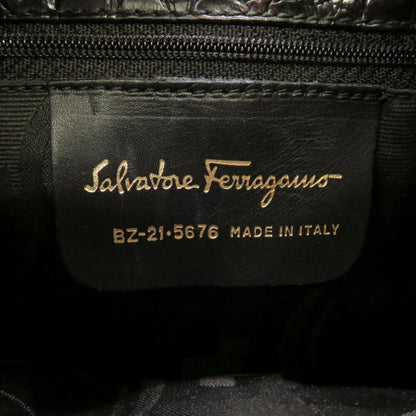 Salvatore Ferragamo
BZ-21•5676 MADE IN ITALY